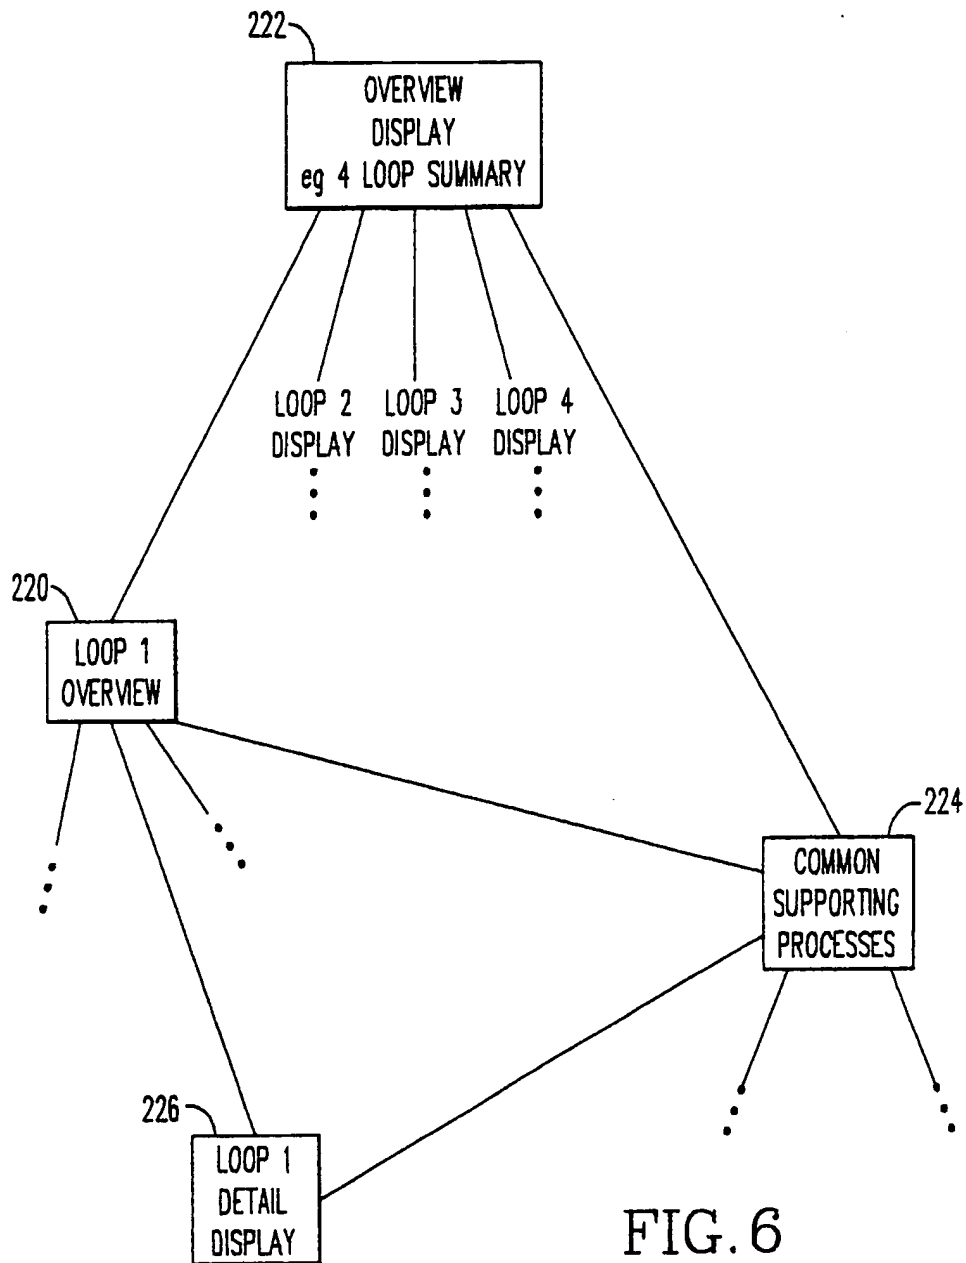 222
OVERVIEW
DISPLAY
eg 4 LOOP SUMMARY
LOOP 2
DISPLAY
LOOP 3
DISPLAY
LOOP 4
DISPLAY
220
LOOP 1
OVERVIEW
224
COMMON
SUPPORTING
PROCESSES
226
LOOP 1
DETAIL
DISPLAY
FIG. 6